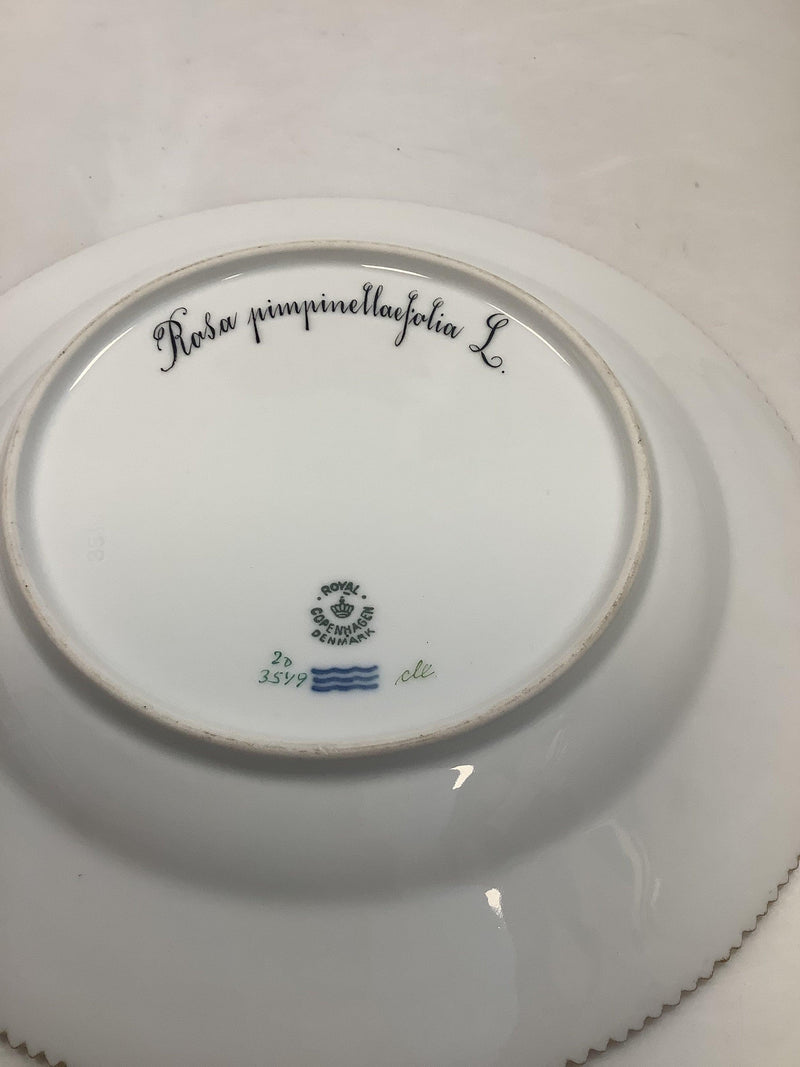 Rosa pimpinellaefolia L.
ROYAL
COPENHAGEN
DENMARK
20
3549